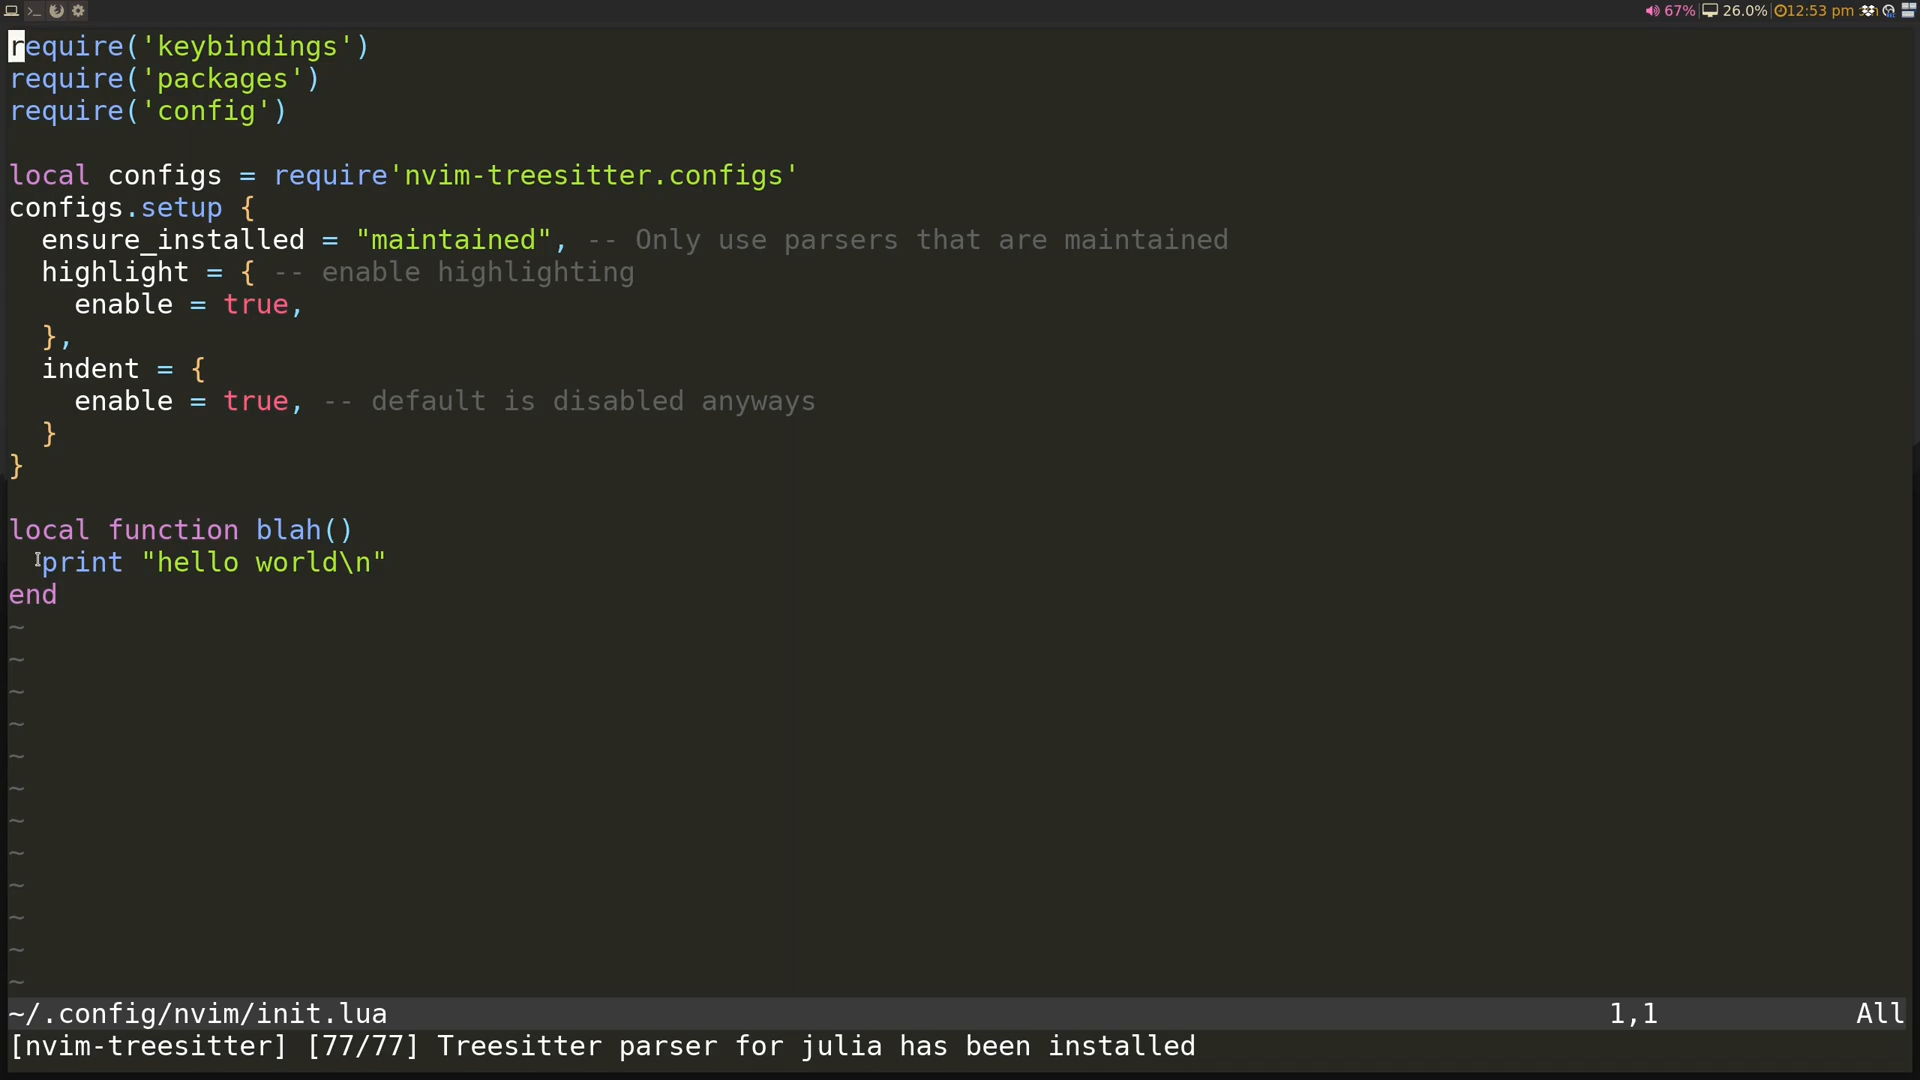 67% 26.0% 12:53 pm
require('keybindings')
require('packages')
require('config')
local configs = require'nvim-treesitter.configs'
configs.setup {
  ensure_installed = "maintained", -- Only use parsers that are maintained
  highlight = { -- enable highlighting
    enable = true,
  },
  indent = {
    enable = true, -- default is disabled anyways
  }
}
local function blah()
  print "hello world\n"
end
~
~
~
~
~
~
~
~
~
~
~
~
~/.config/nvim/init.lua 1,1 All
[nvim-treesitter] [77/77] Treesitter parser for julia has been installed